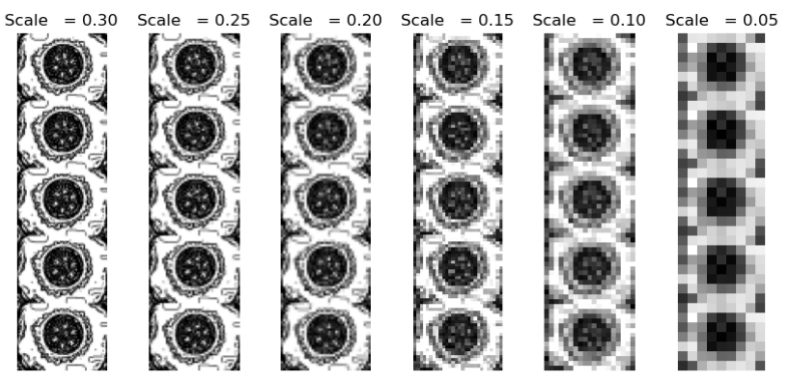 Scale = 0.30 Scale = 0.25 Scale = 0.20 Scale = 0.15 Scale = 0.10 Scale = 0.05